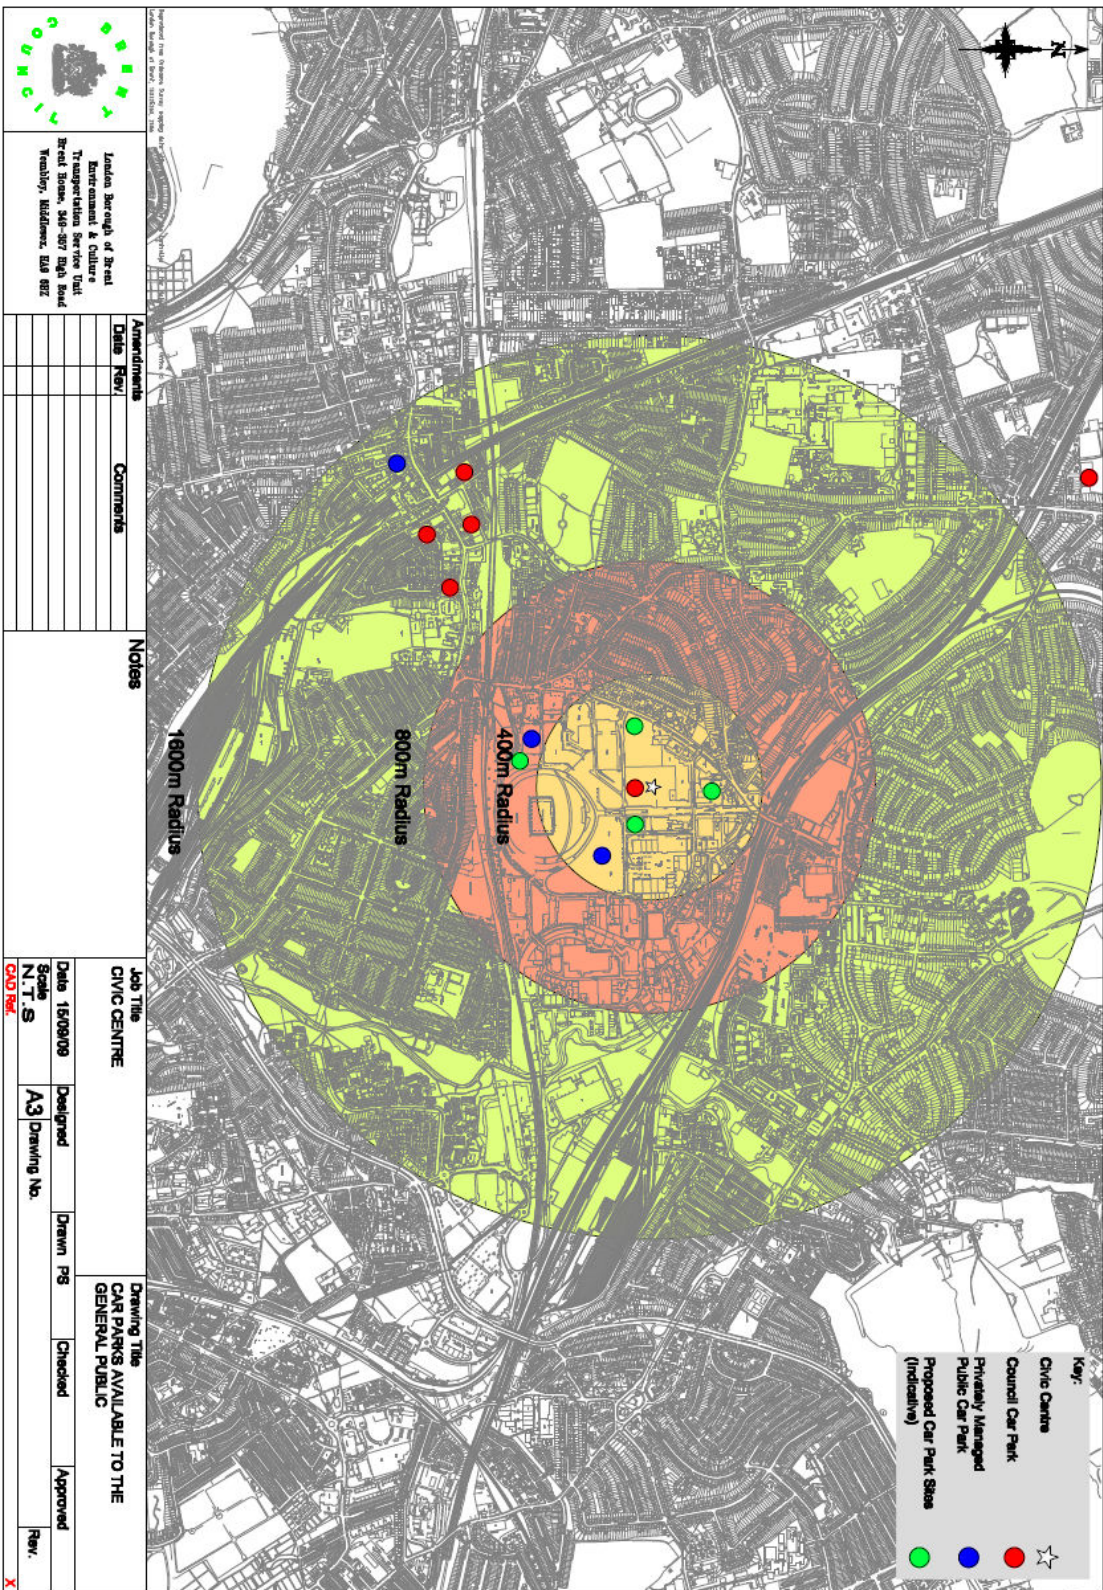 N
Key:
Civic Centre
Council Car Park
Privately Managed
Public Car Park
Proposed Car Park Sites
(Indicative)
400m Radius
800m Radius
1600m Radius
BRENT
COUNCIL
London Borough of Brent
Environment & Culture
Transportation Service Unit
Brent House, 349-357 High Road
Wembley, Middlesex, HA9 6BZ
Amendments
Date Rev. Comments
Notes
Job Title
CIVIC CENTRE
Drawing Title
CAR PARKS AVAILABLE TO THE
GENERAL PUBLIC
Date 15/09/09 Designed Drawn PS Checked Approved
Scale
N.T.S A3 Drawing No. Rev.
CAD Ref. X